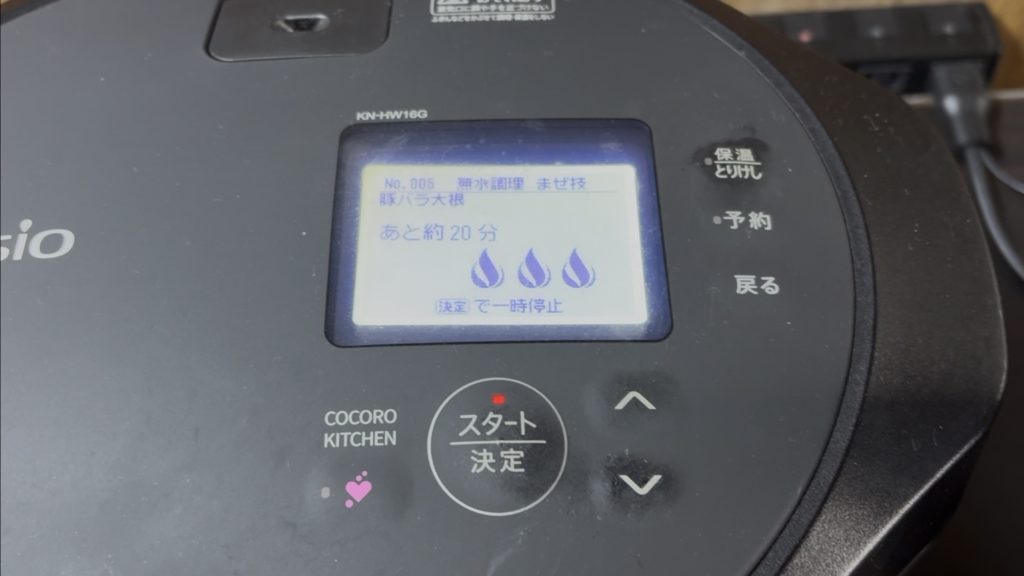 KN-HW16G
No.005 無水調理 まぜ技
豚バラ大根
あと約20分
決定で一時停止
保温
とりけし
予約
戻る
sio
COCORO
KITCHEN
スタート
決定